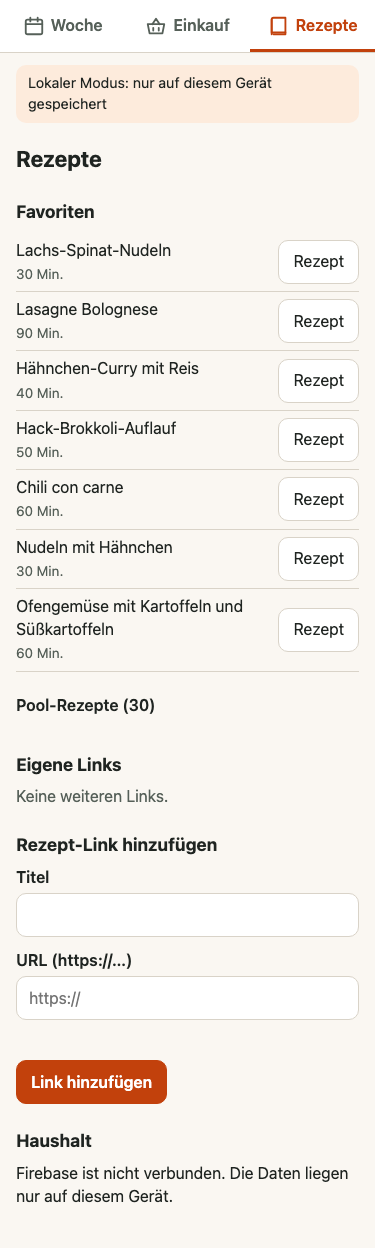 Woche Einkauf Rezepte
Lokaler Modus: nur auf diesem Gerät
gespeichert
Rezepte
Favoriten
Lachs-Spinat-Nudeln
30 Min.
Rezept
Lasagne Bolognese
90 Min.
Rezept
Hähnchen-Curry mit Reis
40 Min.
Rezept
Hack-Brokkoli-Auflauf
50 Min.
Rezept
Chili con carne
60 Min.
Rezept
Nudeln mit Hähnchen
30 Min.
Rezept
Ofengemüse mit Kartoffeln und
Süßkartoffeln
60 Min.
Rezept
Pool-Rezepte (30)
Eigene Links
Keine weiteren Links.
Rezept-Link hinzufügen
Titel
URL (https://...)
https://
Link hinzufügen
Haushalt
Firebase ist nicht verbunden. Die Daten liegen
nur auf diesem Gerät.